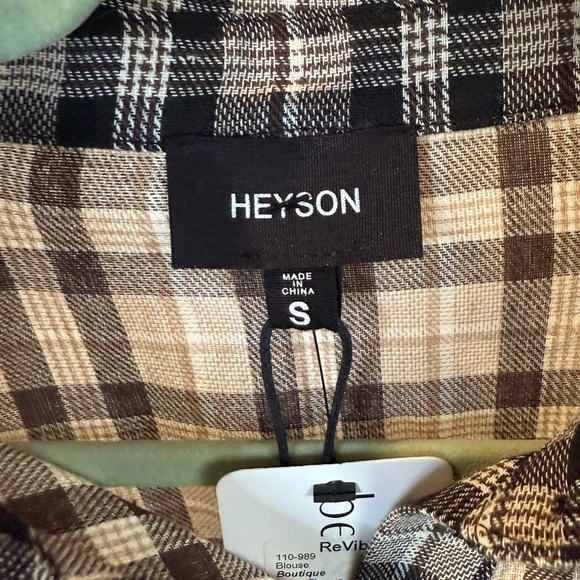 HEYSON
MADE
IN
CHINA
S
ReVib
110-989
Blouse
Boutique